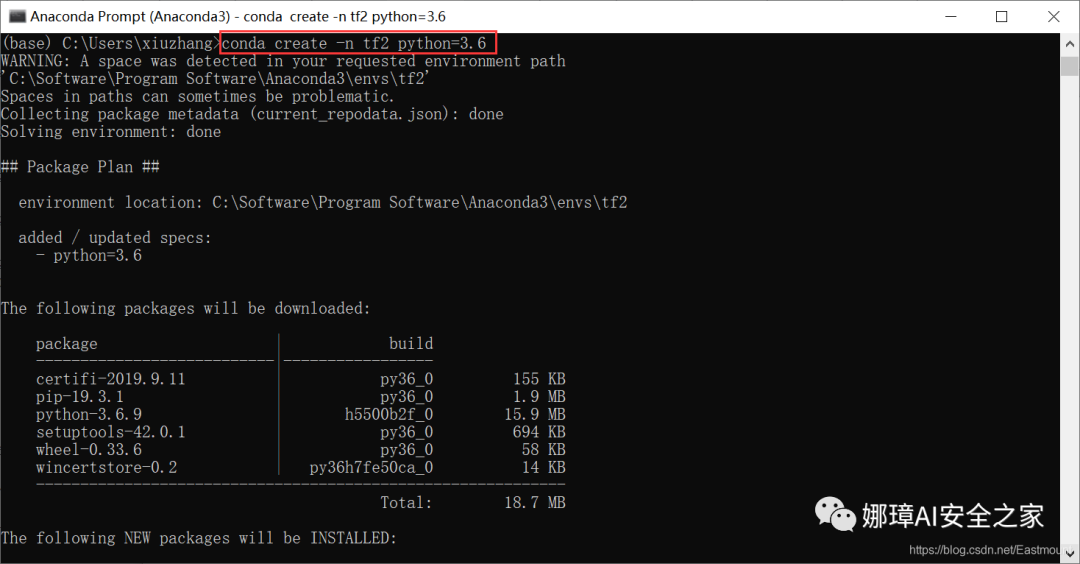 Anaconda Prompt (Anaconda3) - conda create -n tf2 python=3.6
(base) C:\Users\xiuzhang>conda create -n tf2 python=3.6
WARNING: A space was detected in your requested environment path
'C:\Software\Program Software\Anaconda3\envs\tf2'
Spaces in paths can sometimes be problematic.
Collecting package metadata (current_repodata.json): done
Solving environment: done
## Package Plan ##
environment location: C:\Software\Program Software\Anaconda3\envs\tf2
added / updated specs:
- python=3.6
The following packages will be downloaded:
package | build
---------------------------|-----------------
certifi-2019.9.11 | py36_0 155 KB
pip-19.3.1 | py36_0 1.9 MB
python-3.6.9 | h5500b2f_0 15.9 MB
setuptools-42.0.1 | py36_0 694 KB
wheel-0.33.6 | py36_0 58 KB
wincertstore-0.2 | py36h7fe50ca_0 14 KB
------------------------------------------------------------
Total: 18.7 MB
The following NEW packages will be INSTALLED:
娜璋AI安全之家
https://blog.csdn.net/Eastmou